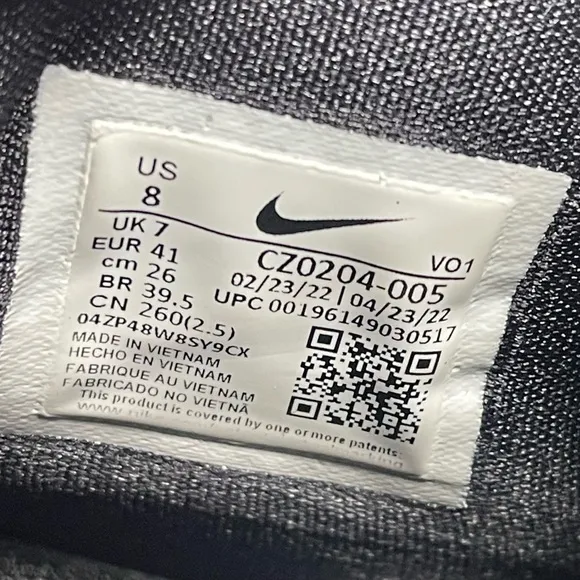 US
8
UK 7
EUR 41
cm 26
BR 39.5
CN 260(2.5)
04ZP48W8SY9CX
VO1
CZ0204-005
02/23/22 | 04/23/22
UPC 00196149030517
MADE IN VIETNAM
HECHO EN VIETNAM
FABRIQUE AU VIETNAM
FABRICADO NO VIETNÃ
This product is covered by one or more patents: